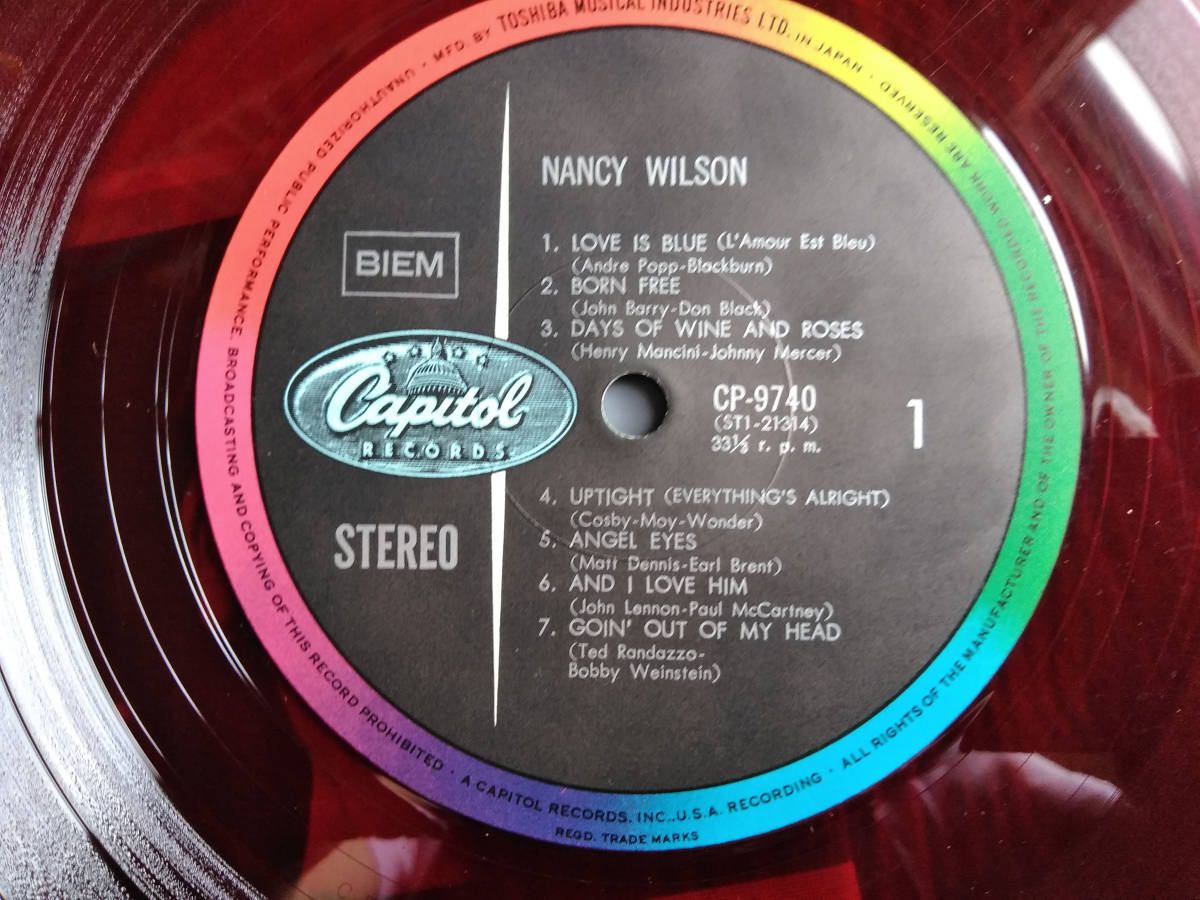 NANCY WILSON
BIEM
1. LOVE IS BLUE (L'Amour Est Bleu)
(Andre Popp-Blackburn)
2. BORN FREE
(John Barry-Don Black)
3. DAYS OF WINE AND ROSES
(Henry Mancini-Johnny Mercer)
Capitol
RECORDS
CP-9740
(ST1-21314)
33⅓ r. p. m.
1
STEREO
4. UPTIGHT (EVERYTHING'S ALRIGHT)
(Cosby-Moy-Wonder)
5. ANGEL EYES
(Matt Dennis-Earl Brent)
6. AND I LOVE HIM
(John Lennon-Paul McCartney)
7. GOIN' OUT OF MY HEAD
(Ted Randazzo-
Bobby Weinstein)
MFD. BY TOSHIBA MUSICAL INDUSTRIES LTD. IN JAPAN ·
ALL RIGHTS OF THE MANUFACTURER AND OF THE OWNER OF THE RECORDED WORK ARE RESERVED
UNAUTHORIZED PUBLIC PERFORMANCE. BROADCASTING AND COPYING OF THIS RECORD PROHIBITED ·
A CAPITOL RECORDS, INC.,U.S.A. RECORDING ·
REGD. TRADE MARKS